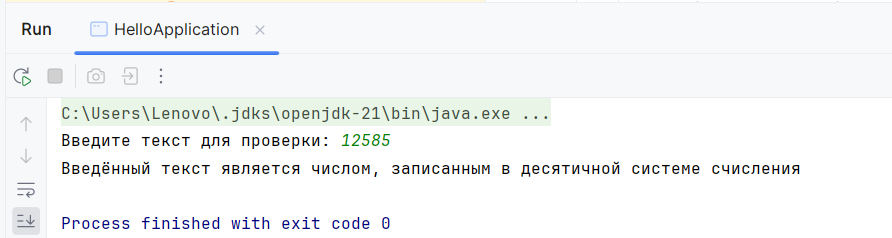 Run HelloApplication
C:\Users\Lenovo\.jdks\openjdk-21\bin\java.exe ...
Введите текст для проверки: 12585
Введённый текст является числом, записанным в десятичной системе счисления
Process finished with exit code 0